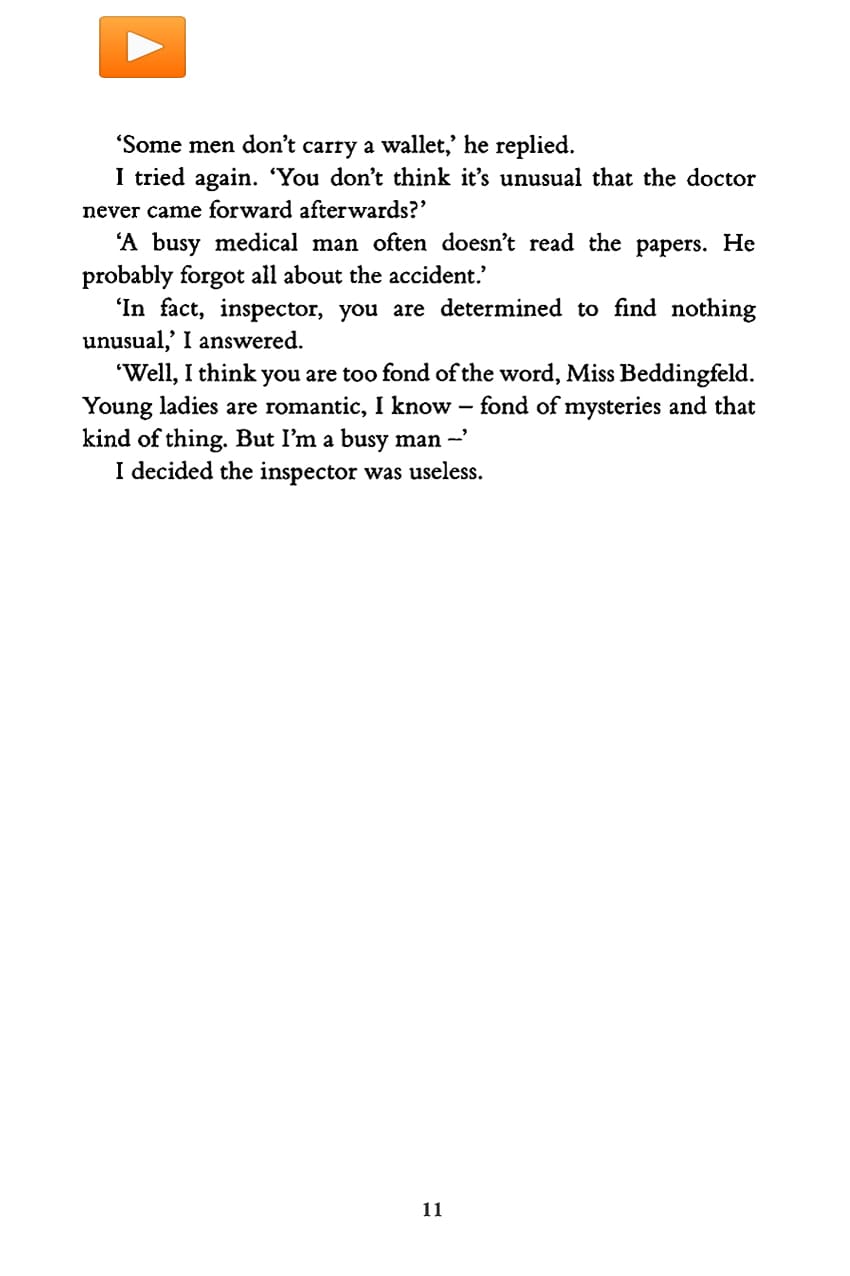 ‘Some men don’t carry a wallet,’ he replied.
I tried again. ‘You don’t think it’s unusual that the doctor
never came forward afterwards?’
‘A busy medical man often doesn’t read the papers. He
probably forgot all about the accident.’
‘In fact, inspector, you are determined to find nothing
unusual,’ I answered.
‘Well, I think you are too fond of the word, Miss Beddingfeld.
Young ladies are romantic, I know – fond of mysteries and that
kind of thing. But I’m a busy man –’
I decided the inspector was useless.
11